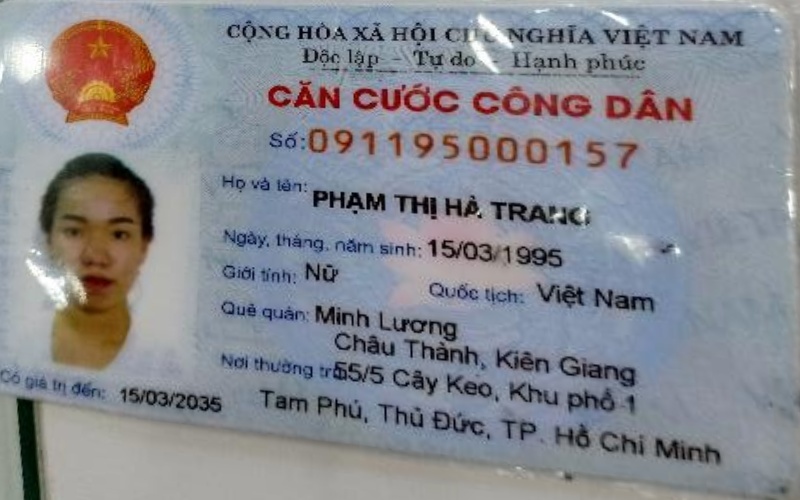 CỘNG HÒA XÃ HỘI CHỦ NGHĨA VIỆT NAM
Độc lập - Tự do - Hạnh phúc
CĂN CƯỚC CÔNG DÂN
Số: 091195000157
Họ và tên: PHẠM THỊ HÀ TRANG
Ngày, tháng, năm sinh: 15/03/1995
Giới tính: Nữ Quốc tịch: Việt Nam
Quê quán: Minh Lương
Châu Thành, Kiên Giang
Nơi thường trú: 55/5 Cây Keo, Khu phố 1
Tam Phú, Thủ Đức, TP. Hồ Chí Minh
Có giá trị đến: 15/03/2035